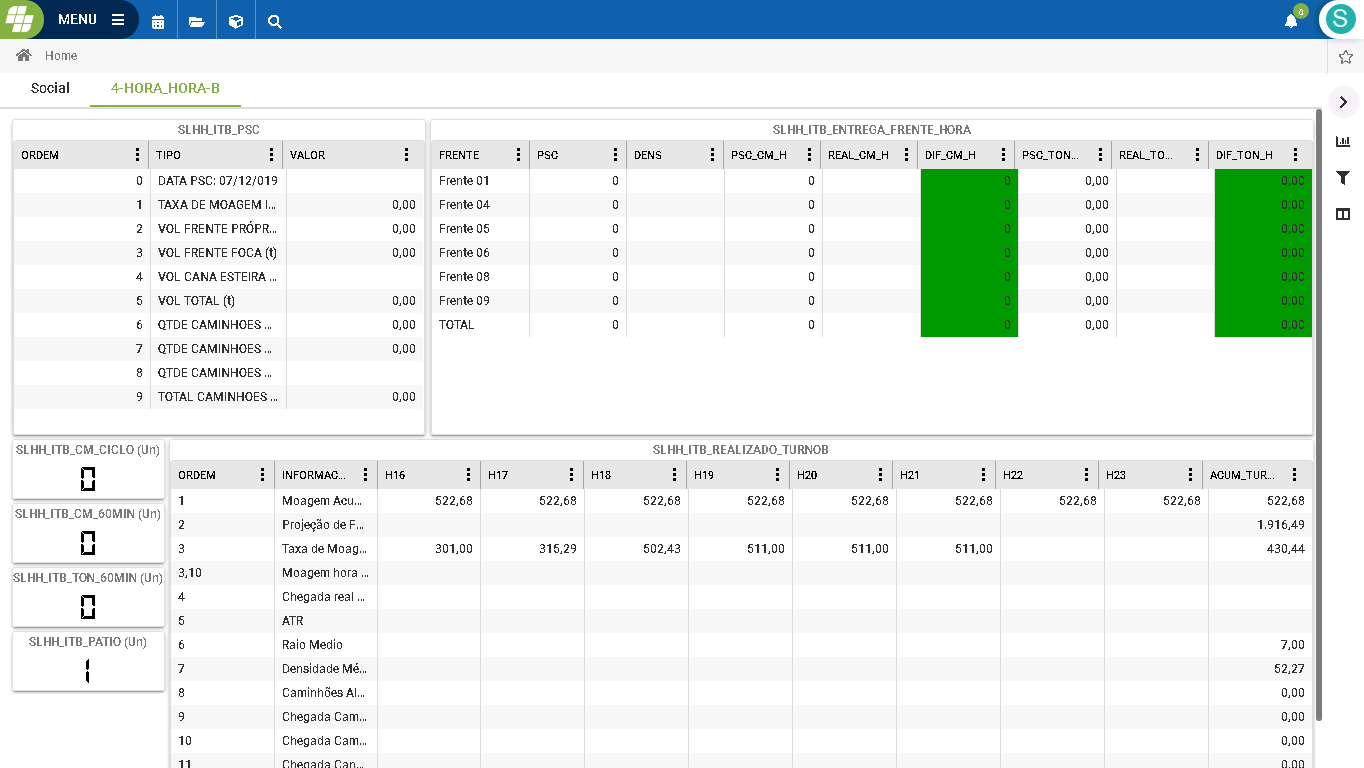 MENU
0
S
Home
Social 4-HORA_HORA-B
SLHH_ITB_PSC
ORDEM TIPO VALOR
0 DATA PSC: 07/12/019
1 TAXA DE MOAGEM I... 0,00
2 VOL FRENTE PRÓPR... 0,00
3 VOL FRENTE FOCA (t) 0,00
4 VOL CANA ESTEIRA ...
5 VOL TOTAL (t) 0,00
6 QTDE CAMINHOES ... 0,00
7 QTDE CAMINHOES ... 0,00
8 QTDE CAMINHOES ...
9 TOTAL CAMINHOES ... 0,00
SLHH_ITB_ENTREGA_FRENTE_HORA
FRENTE PSC DENS PSC_CM_H REAL_CM_H DIF_CM_H PSC_TON... REAL_TO... DIF_TON_H
Frente 01 0 0 0 0,00 0,00
Frente 04 0 0 0 0,00 0,00
Frente 05 0 0 0 0,00 0,00
Frente 06 0 0 0 0,00 0,00
Frente 08 0 0 0 0,00 0,00
Frente 09 0 0 0 0,00 0,00
TOTAL 0 0 0 0,00 0,00
SLHH_ITB_CM_CICLO (Un)
0
SLHH_ITB_CM_60MIN (Un)
0
SLHH_ITB_TON_60MIN (Un)
0
SLHH_ITB_PATIO (Un)
1
SLHH_ITB_REALIZADO_TURNOB
ORDEM INFORMAC... H16 H17 H18 H19 H20 H21 H22 H23 ACUM_TUR...
1 Moagem Acu... 522,68 522,68 522,68 522,68 522,68 522,68 522,68 522,68 522,68
2 Projeção de F... 1.916,49
3 Taxa de Moag... 301,00 315,29 502,43 511,00 511,00 511,00 430,44
3,10 Moagem hora ...
4 Chegada real ...
5 ATR
6 Raio Medio 7,00
7 Densidade Mé... 52,27
8 Caminhões Al... 0,00
9 Chegada Cam... 0,00
10 Chegada Cam... 0,00
11 Chegada Can... 0,00